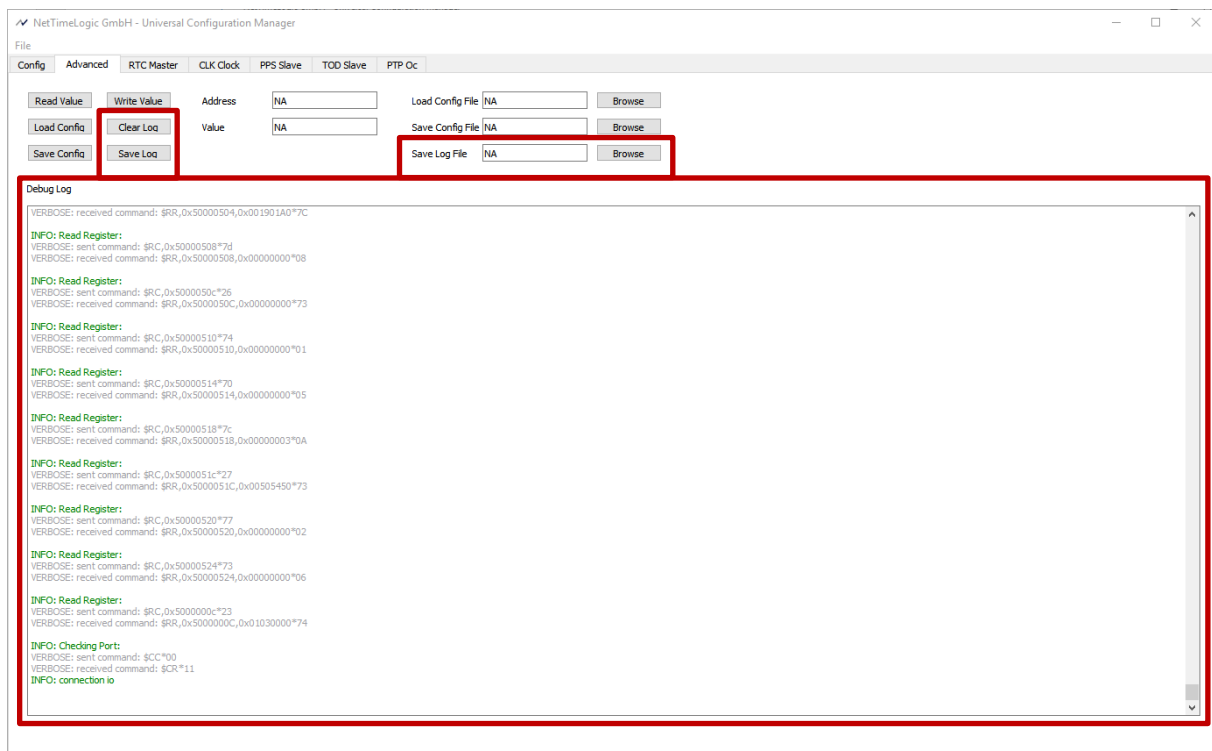 NetTimeLogic GmbH - Universal Configuration Manager
File
Config Advanced RTC Master CLK Clock PPS Slave TOD Slave PTP Oc
Read Value Write Value Address NA Load Config File NA Browse
Load Config Clear Log Value NA Save Config File NA Browse
Save Config Save Log Save Log File NA Browse
Debug Log
VERBOSE: received command: $RR,0x50000504,0x001901A0*7C
INFO: Read Register:
VERBOSE: sent command: $RC,0x50000508*7d
VERBOSE: received command: $RR,0x50000508,0x00000000*08
INFO: Read Register:
VERBOSE: sent command: $RC,0x5000050c*26
VERBOSE: received command: $RR,0x5000050C,0x00000000*73
INFO: Read Register:
VERBOSE: sent command: $RC,0x50000510*74
VERBOSE: received command: $RR,0x50000510,0x00000000*01
INFO: Read Register:
VERBOSE: sent command: $RC,0x50000514*70
VERBOSE: received command: $RR,0x50000514,0x00000000*05
INFO: Read Register:
VERBOSE: sent command: $RC,0x50000518*7c
VERBOSE: received command: $RR,0x50000518,0x00000003*0A
INFO: Read Register:
VERBOSE: sent command: $RC,0x5000051c*27
VERBOSE: received command: $RR,0x5000051C,0x00505450*73
INFO: Read Register:
VERBOSE: sent command: $RC,0x50000520*77
VERBOSE: received command: $RR,0x50000520,0x00000000*02
INFO: Read Register:
VERBOSE: sent command: $RC,0x50000524*73
VERBOSE: received command: $RR,0x50000524,0x00000000*06
INFO: Read Register:
VERBOSE: sent command: $RC,0x5000000c*23
VERBOSE: received command: $RR,0x5000000C,0x01030000*74
INFO: Checking Port:
VERBOSE: sent command: $CC*00
VERBOSE: received command: $CR*11
INFO: connection io